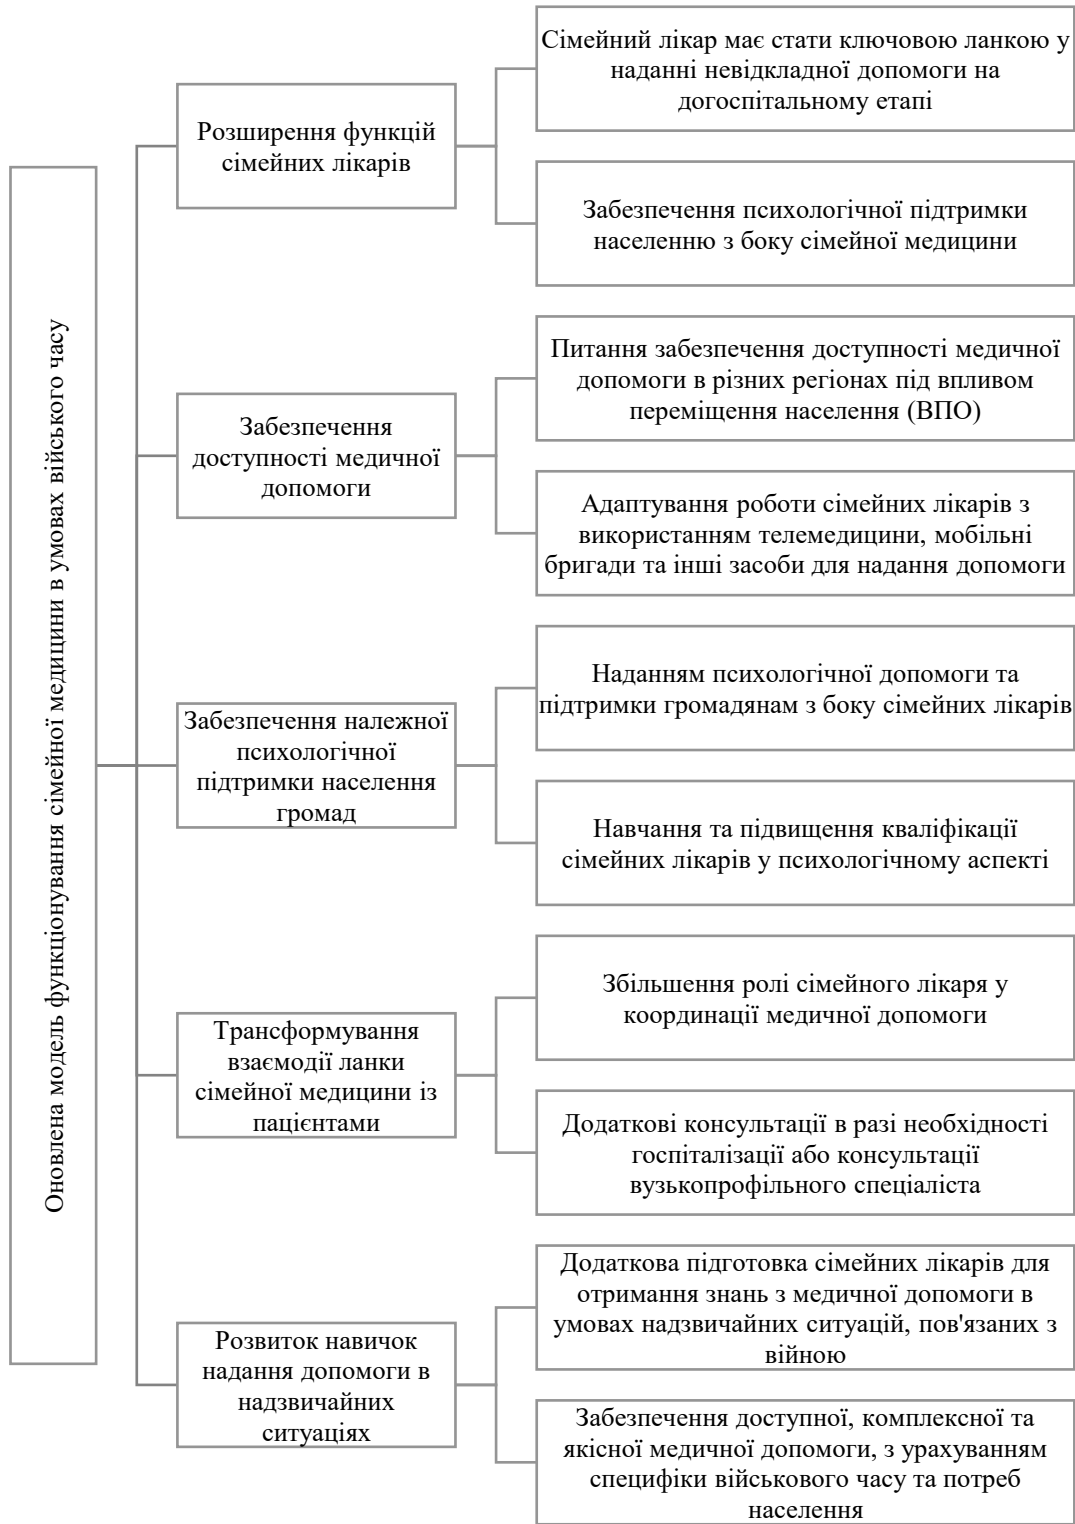 Оновлена модель функціонування сімейної медицини в умовах військового часу
Розширення функцій
сімейних лікарів
Сімейний лікар має стати ключовою ланкою у
наданні невідкладної допомоги на
догоспітальному етапі
Забезпечення психологічної підтримки
населенню з боку сімейної медицини
Забезпечення
доступності медичної
допомоги
Питання забезпечення доступності медичної
допомоги в різних регіонах під впливом
переміщення населення (ВПО)
Адаптування роботи сімейних лікарів з
використанням телемедицини, мобільні
бригади та інші засоби для надання допомоги
Забезпечення належної
психологічної
підтримки населення
громад
Наданням психологічної допомоги та
підтримки громадянам з боку сімейних лікарів
Навчання та підвищення кваліфікації
сімейних лікарів у психологічному аспекті
Трансформування
взаємодії ланки
сімейної медицини із
пацієнтами
Збільшення ролі сімейного лікаря у
координації медичної допомоги
Додаткові консультації в разі необхідності
госпіталізації або консультації
вузькопрофільного спеціаліста
Розвиток навичок
надання допомоги в
надзвичайних
ситуаціях
Додаткова підготовка сімейних лікарів для
отримання знань з медичної допомоги в
умовах надзвичайних ситуацій, пов'язаних з
війною
Забезпечення доступної, комплексної та
якісної медичної допомоги, з урахуванням
специфіки військового часу та потреб
населення